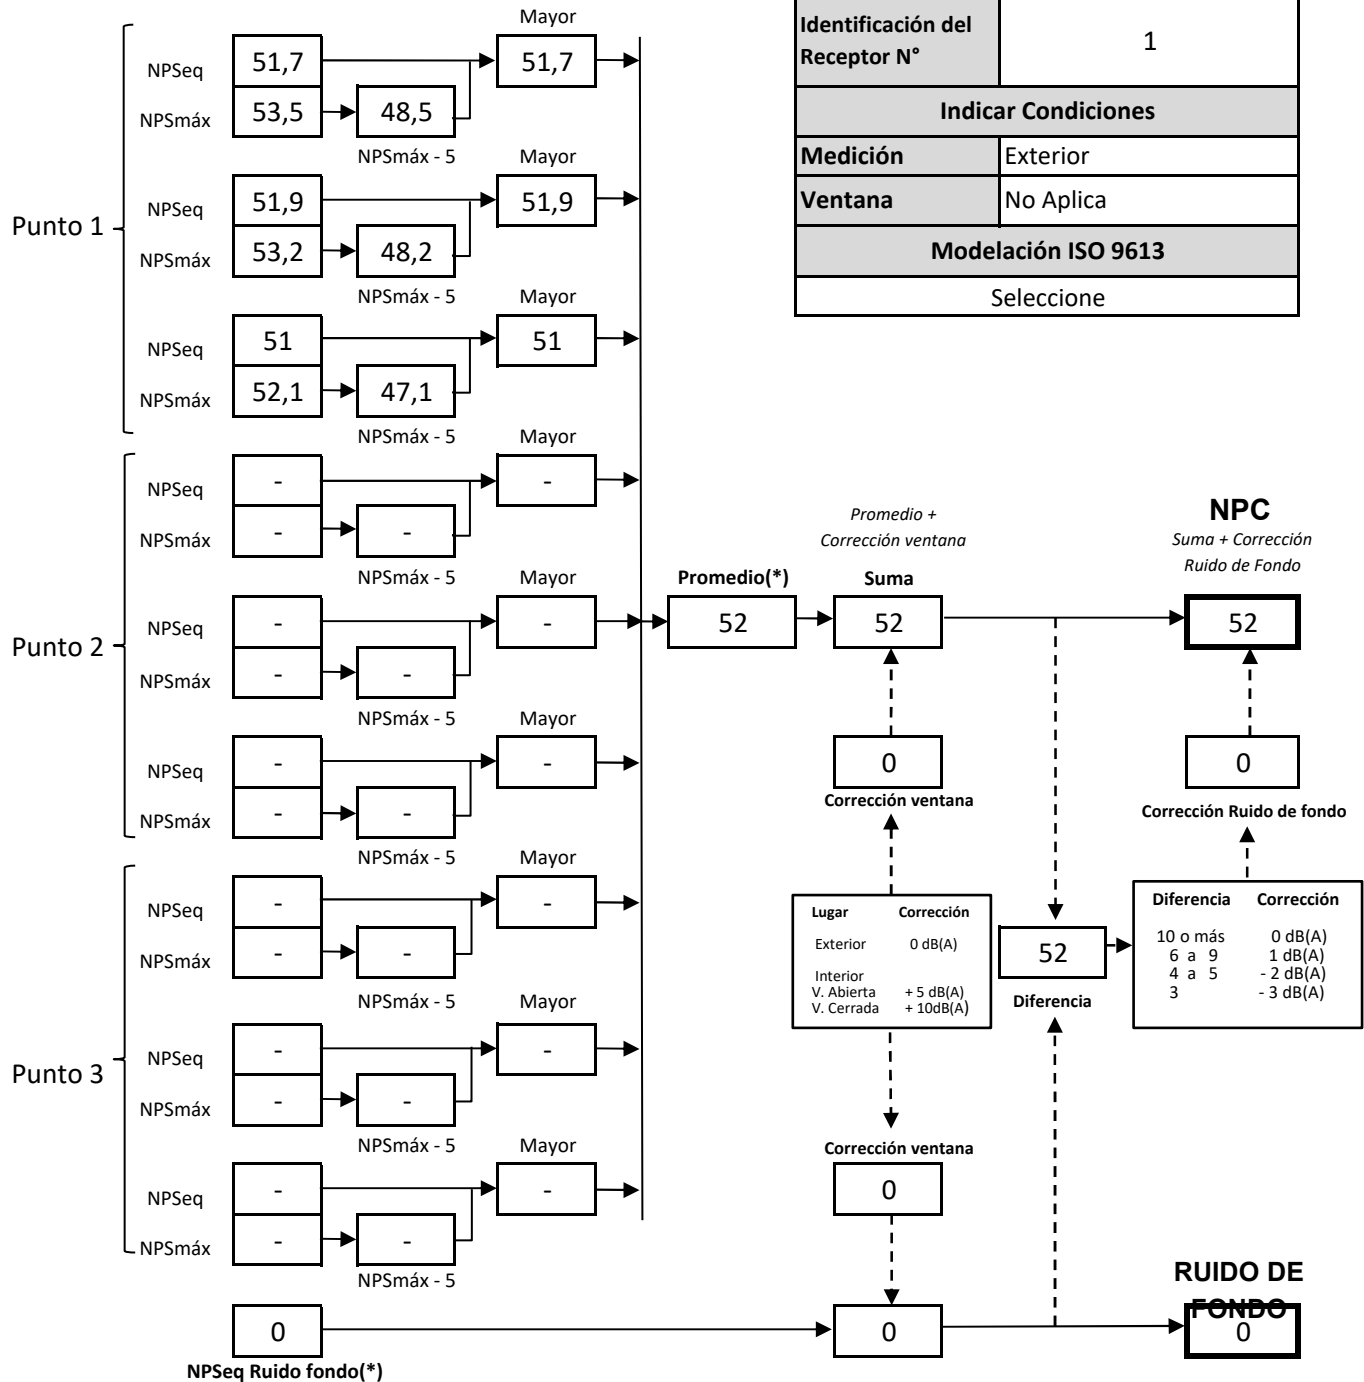 Identificación del
Receptor N°
1
Indicar Condiciones
Medición Exterior
Ventana No Aplica
Modelación ISO 9613
Seleccione
Punto 1
Mayor
NPSeq 51,7 51,7
NPSmáx 53,5 48,5
NPSmáx - 5 Mayor
NPSeq 51,9 51,9
NPSmáx 53,2 48,2
NPSmáx - 5 Mayor
NPSeq 51 51
NPSmáx 52,1 47,1
NPSmáx - 5 Mayor
Punto 2
NPSeq - -
NPSmáx - -
NPSmáx - 5 Mayor
NPSeq - -
NPSmáx - -
NPSmáx - 5 Mayor
NPSeq - -
NPSmáx - -
NPSmáx - 5 Mayor
Punto 3
NPSeq - -
NPSmáx - -
NPSmáx - 5 Mayor
NPSeq - -
NPSmáx - -
NPSmáx - 5 Mayor
NPSeq - -
NPSmáx - -
NPSmáx - 5
0
NPSeq Ruido fondo(*)
Promedio(*)
52
Promedio +
Corrección ventana
Suma
52
0
Corrección ventana
Lugar Corrección
Exterior 0 dB(A)
Interior
V. Abierta + 5 dB(A)
V. Cerrada + 10dB(A)
Corrección ventana
0
0
52
Diferencia
NPC
Suma + Corrección
Ruido de Fondo
52
0
Corrección Ruido de fondo
Diferencia Corrección
10 o más 0 dB(A)
6 a 9 1 dB(A)
4 a 5 - 2 dB(A)
3 - 3 dB(A)
RUIDO DE
FONDO
0